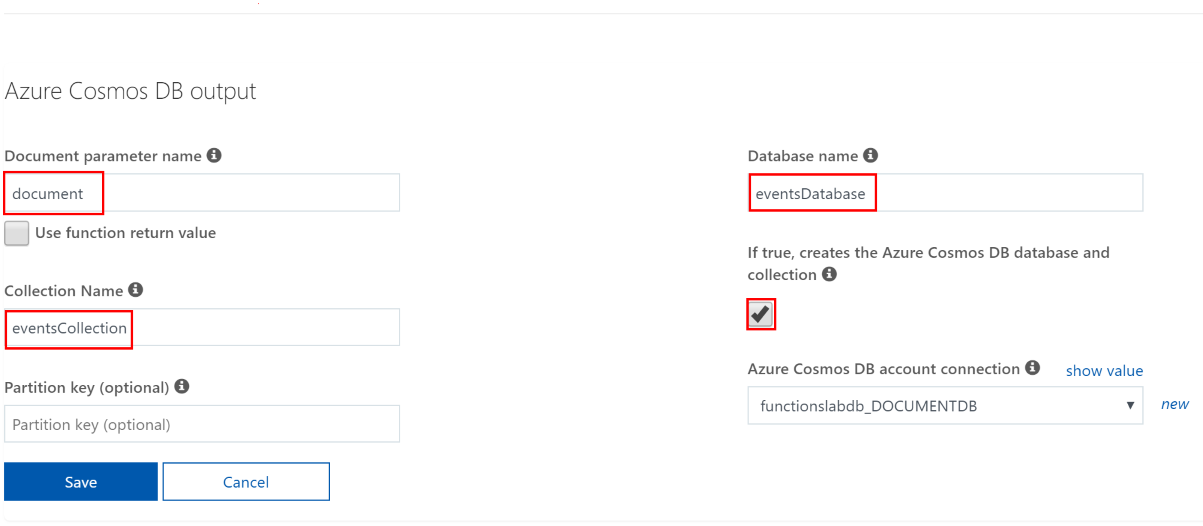 Azure Cosmos DB output
Document parameter name
document
Use function return value
Collection Name
eventsCollection
Partition key (optional)
Partition key (optional)
Save
Cancel
Database name
eventsDatabase
If true, creates the Azure Cosmos DB database and
collection
Azure Cosmos DB account connection
show value
functionslabdb_DOCUMENTDB
new